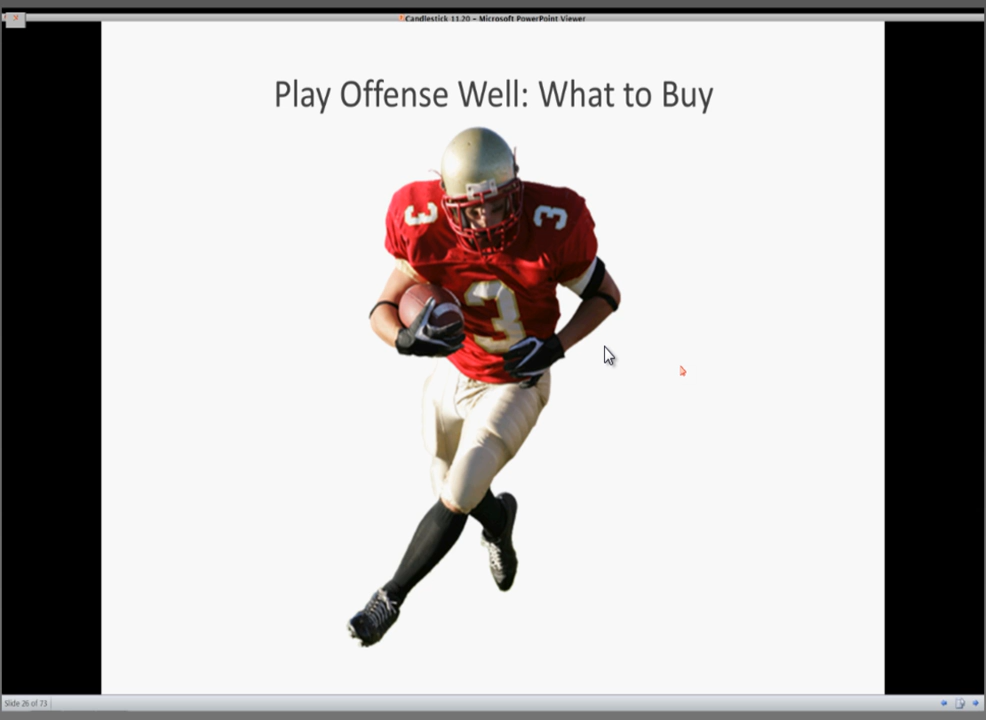 Candlestick 11.20 - Microsoft PowerPoint Viewer
Play Offense Well: What to Buy
3
3
3
Slide 26 of 73